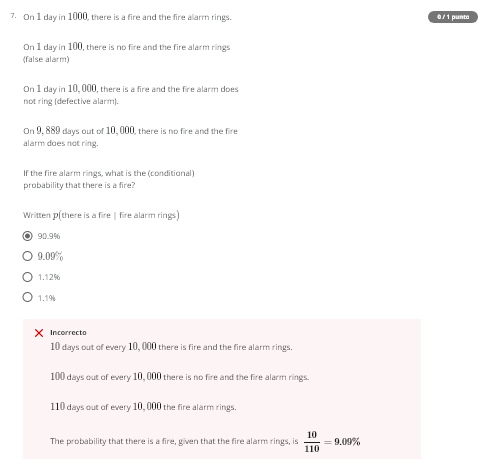 7. On 1 day in 1000, there is a fire and the fire alarm rings.
0 / 1 punto
On 1 day in 100, there is no fire and the fire alarm rings
(false alarm)
On 1 day in 10,000, there is a fire and the fire alarm does
not ring (defective alarm).
On 9,889 days out of 10,000, there is no fire and the fire
alarm does not ring.
If the fire alarm rings, what is the (conditional)
probability that there is a fire?
Written p(there is a fire | fire alarm rings)
90.9%
9.09%
1.12%
1.1%
Incorrecto
10 days out of every 10,000 there is fire and the fire alarm rings.
100 days out of every 10,000 there is no fire and the fire alarm rings.
110 days out of every 10,000 the fire alarm rings.
The probability that there is a fire, given that the fire alarm rings, is 10/110 = 9.09%